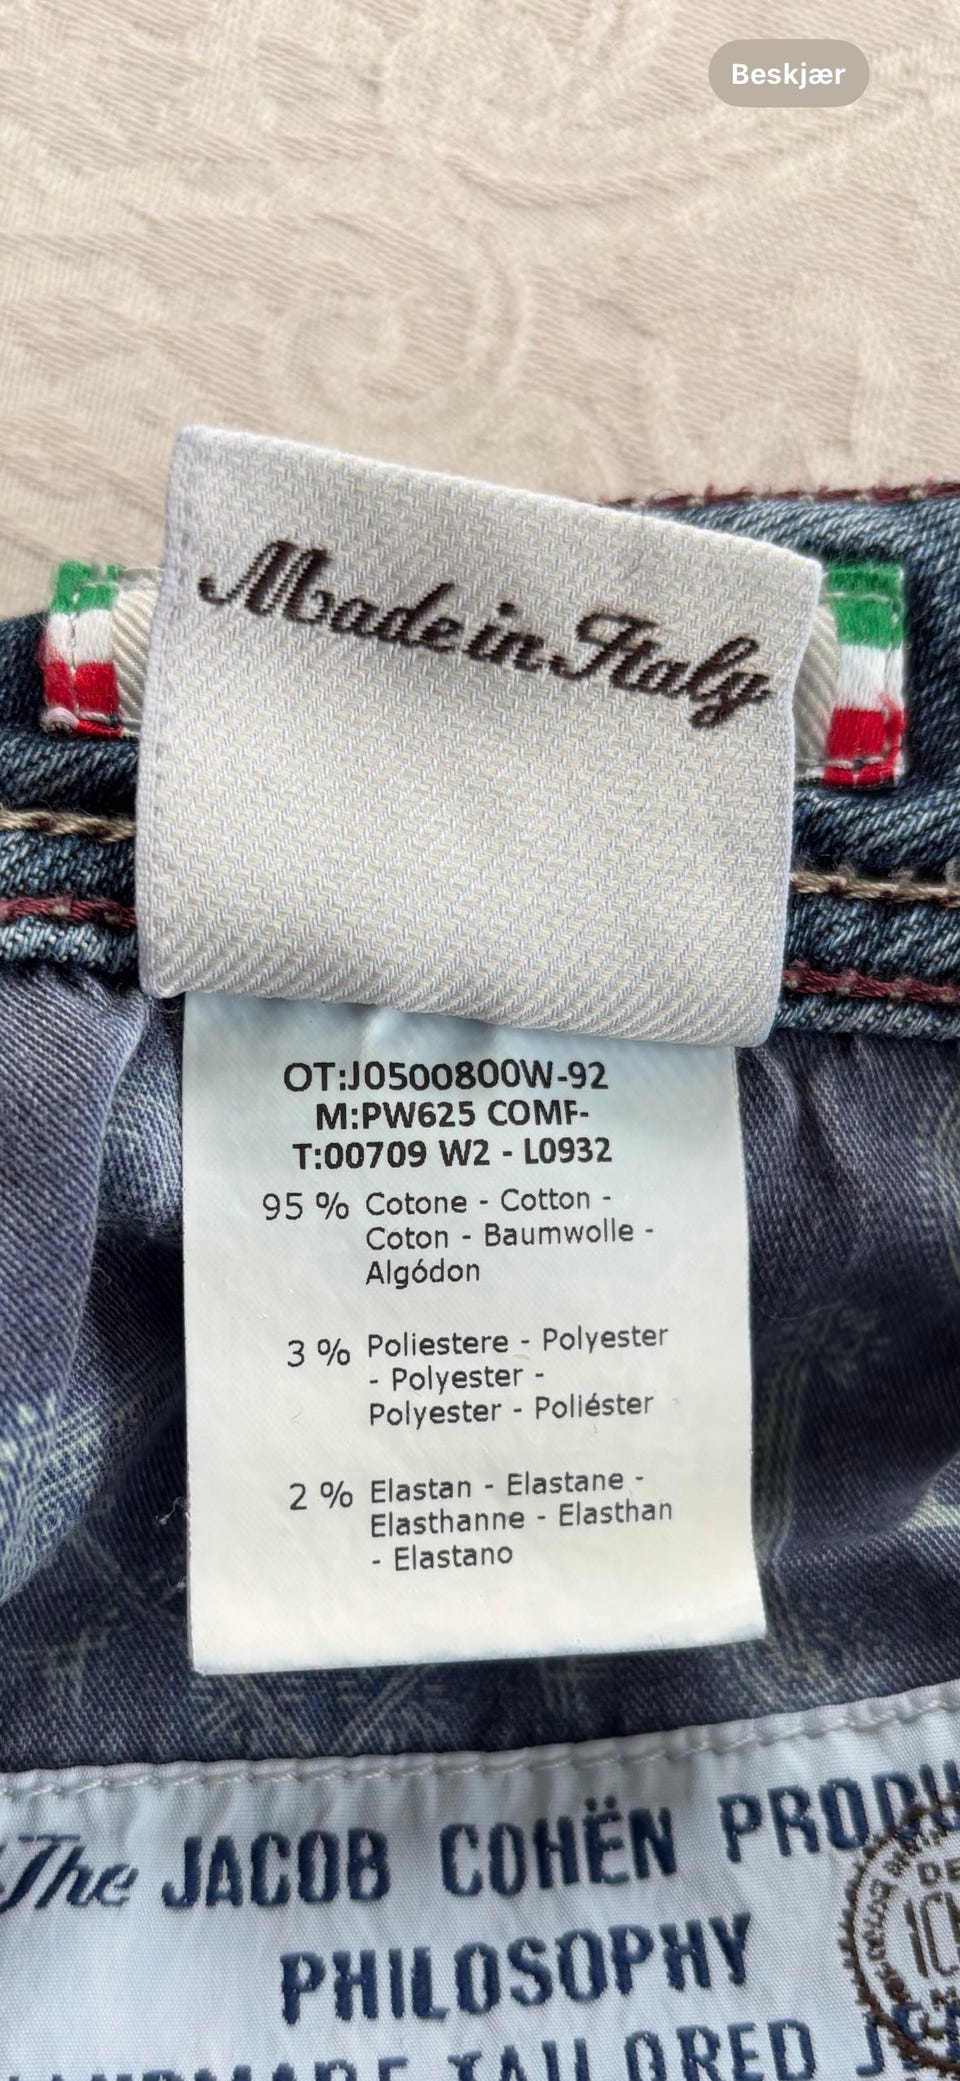 Beskjær
Made in Italy
OT:J0500800W-92
M:PW625 COMF-
T:00709 W2 - L0932
95 % Cotone - Cotton -
Coton - Baumwolle -
Algódon
3 % Poliestere - Polyester
- Polyester -
Polyester - Poliéster
2 % Elastan - Elastane -
Elasthanne - Elasthan
- Elastano
The JACOB COHËN
PHILOSOPHY
TAILORED